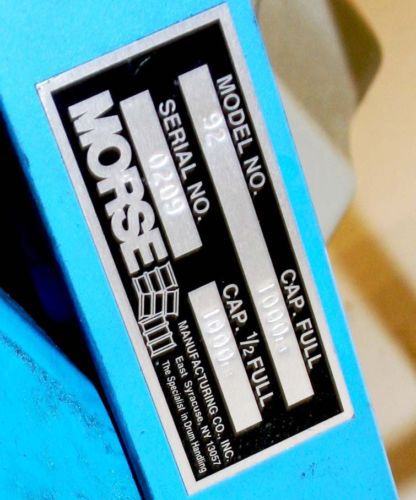 MODEL NO. CAP. FULL
92 1000#
SERIAL NO. CAP. 1/2 FULL
0209 1000#
MORSE
MANUFACTURING CO., INC.
East Syracuse, NY 13057
The Specialist in Drum Handling